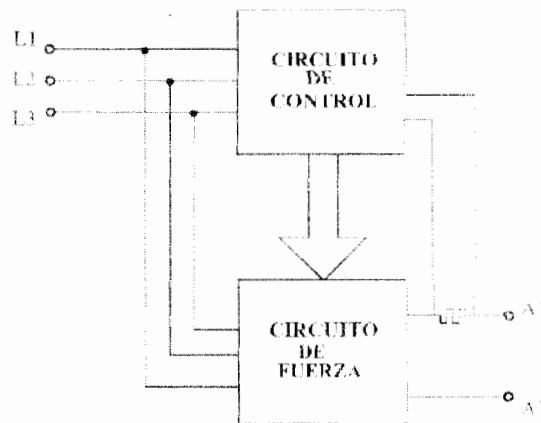 L1
L2
L3
CIRCUITO
DE
CONTROL
CIRCUITO
DE
FUERZA
A
A